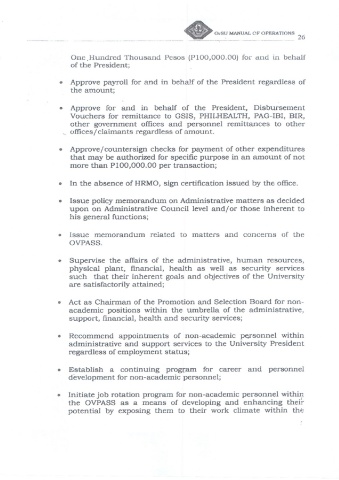 OcSU MANUAL OF OPERATIONS
26
One Hundred Thousand Pesos (P100,000.00) for and in behalf
of the President;
• Approve payroll for and in behalf of the President regardless of
the amount;
• Approve for and in behalf of the President, Disbursement
Vouchers for remittance to GSIS, PHILHEALTH, PAG-IBI, BIR,
other government offices and personnel remittances to other
offices/claimants regardless of amount.
• Approve/countersign checks for payment of other expenditures
that may be authorized for specific purpose in an amount of not
more than P100,000.00 per transaction;
• In the absence of HRMO, sign certification issued by the office.
• Issue policy memorandum on Administrative matters as decided
upon on Administrative Council level and/or those inherent to
his general functions;
• Issue memorandum related to matters and concerns of the
OVPASS.
• Supervise the affairs of the administrative, human resources,
physical plant, financial, health as well as security services
such that their inherent goals and objectives of the University
are satisfactorily attained;
• Act as Chairman of the Promotion and Selection Board for non-
academic positions within the umbrella of the administrative,
support, financial, health and security services;
• Recommend appointments of non-academic personnel within
administrative and support services to the University President
regardless of employment status;
• Establish a continuing program for career and personnel
development for non-academic personnel;
• Initiate job rotation program for non-academic personnel within
the OVPASS as a means of developing and enhancing their
potential by exposing them to their work climate within the